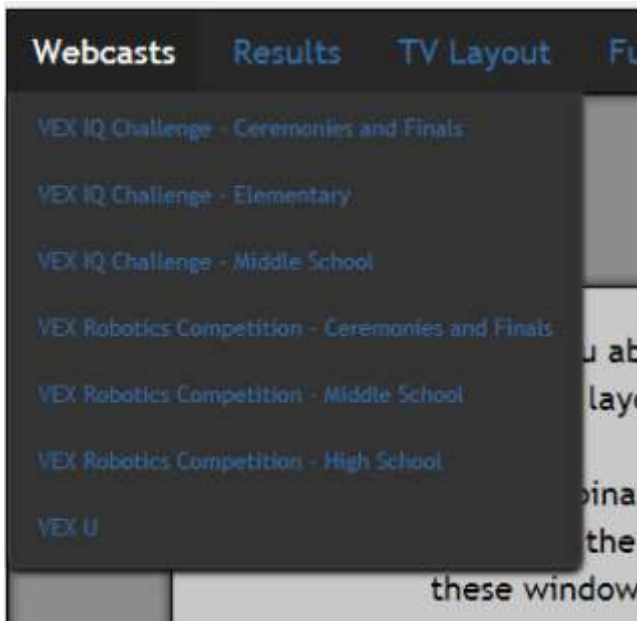 Webcasts Results TV Layout
VEX IQ Challenge - Ceremonies and Finals
VEX IQ Challenge - Elementary
VEX IQ Challenge - Middle School
VEX Robotics Competition - Ceremonies and Finals
VEX Robotics Competition - Middle School
VEX Robotics Competition - High School
VEX U
the
these window